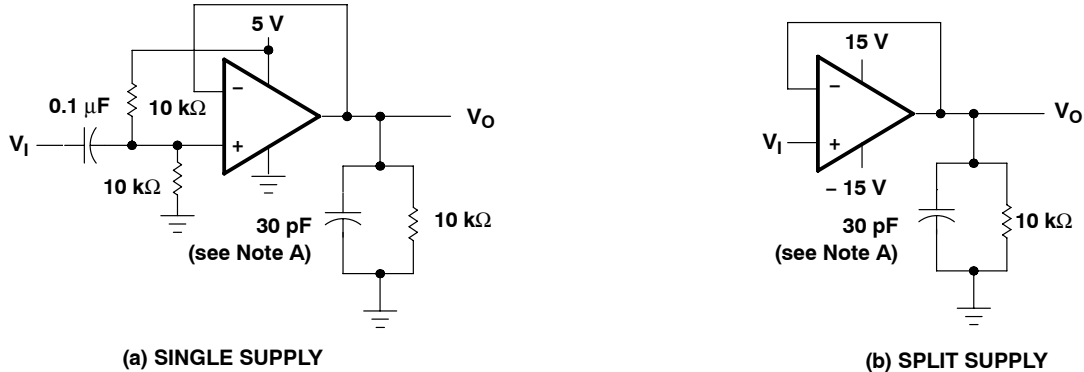 5 V
−
0.1 μF
10 kΩ
V_I
+
10 kΩ
V_O
30 pF
(see Note A)
10 kΩ
(a) SINGLE SUPPLY
15 V
−
V_I
+
− 15 V
V_O
30 pF
(see Note A)
10 kΩ
(b) SPLIT SUPPLY